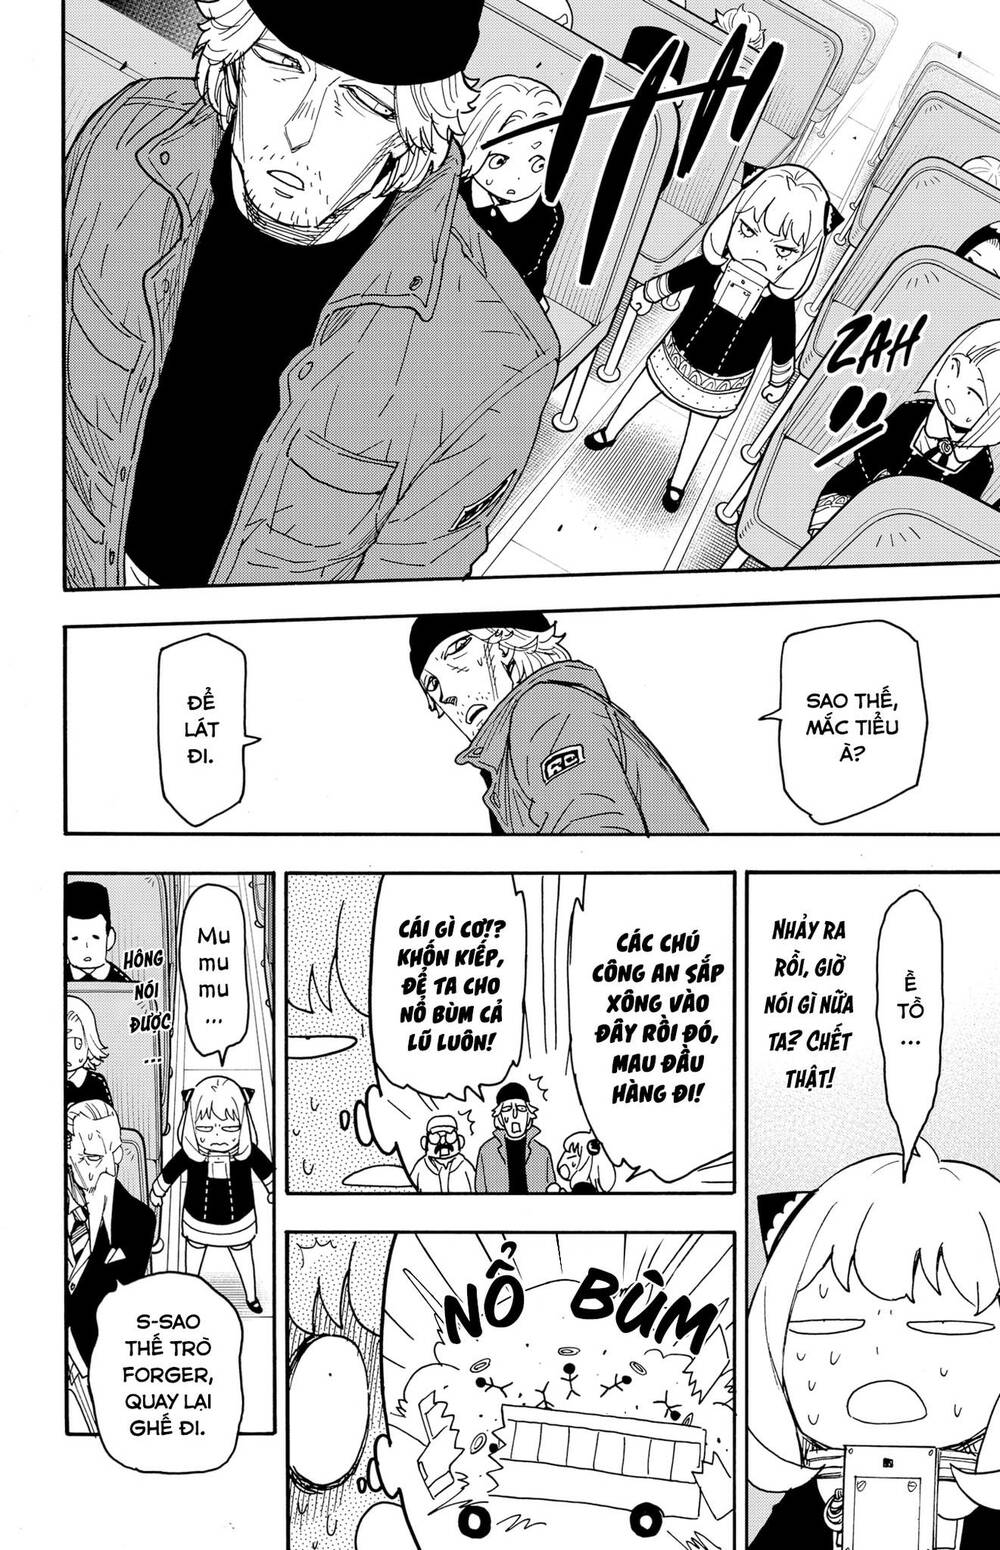 ZAH
SAO THẾ,
MẮC TIỂU
À?
ĐỂ
LÁT
ĐI.
Ề
TỒ
...
NHẢY RA
RỒI, GIỜ
NÓI GÌ NỮA
TA? CHẾT
THẬT!
CÁC CHÚ
CÔNG AN SẮP
XÔNG VÀO
ĐÂY RỒI ĐÓ,
MAU ĐẦU
HÀNG ĐI!
CÁI GÌ CƠ!?
KHỐN KIẾP,
ĐỂ TA CHO
NỔ BÙM CẢ
LŨ LUÔN!
NỔ BÙM
MU
MU
MU
...
HÔNG
NÓI
ĐƯỢC
...
S-SAO
THẾ TRÒ
FORGER,
QUAY LẠI
GHẾ ĐI.